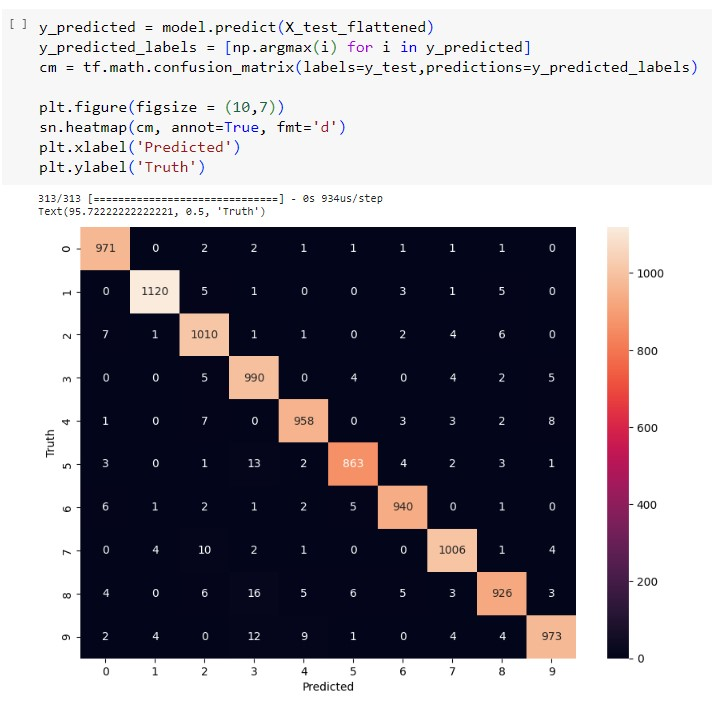 [ ] y_predicted = model.predict(X_test_flattened)
y_predicted_labels = [np.argmax(i) for i in y_predicted]
cm = tf.math.confusion_matrix(labels=y_test,predictions=y_predicted_labels)
plt.figure(figsize = (10,7))
sn.heatmap(cm, annot=True, fmt='d')
plt.xlabel('Predicted')
plt.ylabel('Truth')
313/313 [==============================] - 0s 934us/step
Text(95.72222222222221, 0.5, 'Truth')
0 971 0 2 2 1 1 1 1 1 0
1 0 1120 5 1 0 0 3 1 5 0
2 7 1 1010 1 1 0 2 4 6 0
3 0 0 5 990 0 4 0 4 2 5
4 1 0 7 0 958 0 3 3 2 8
5 3 0 1 13 2 863 4 2 3 1
6 6 1 2 1 2 5 940 0 1 0
7 0 4 10 2 1 0 0 1006 1 4
8 4 0 6 16 5 6 5 3 926 3
9 2 4 0 12 9 1 0 4 4 973
Truth
0 1 2 3 4 5 6 7 8 9
Predicted
1000
800
600
400
200
0